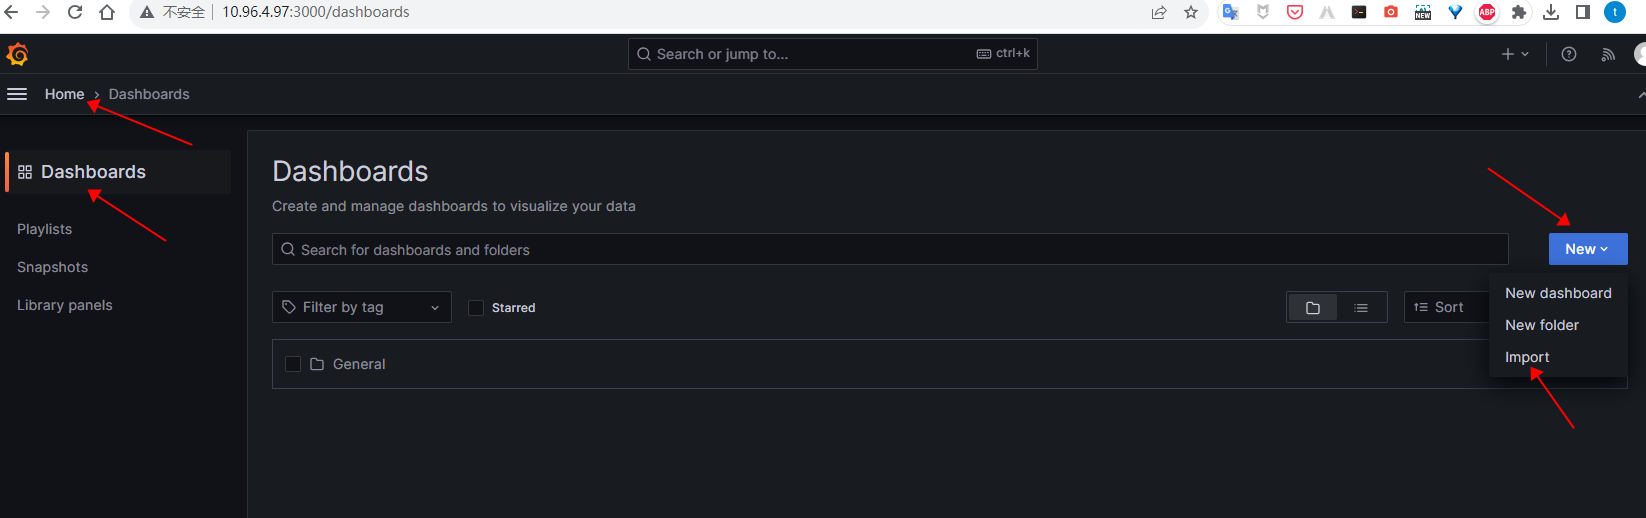 不安全 10.96.4.97:3000/dashboards
NEW ABP t
Search or jump to... ctrl+k
Home › Dashboards
Dashboards
Playlists
Snapshots
Library panels
Dashboards
Create and manage dashboards to visualize your data
Search for dashboards and folders
New
Filter by tag Starred Sort
New dashboard
New folder
Import
General